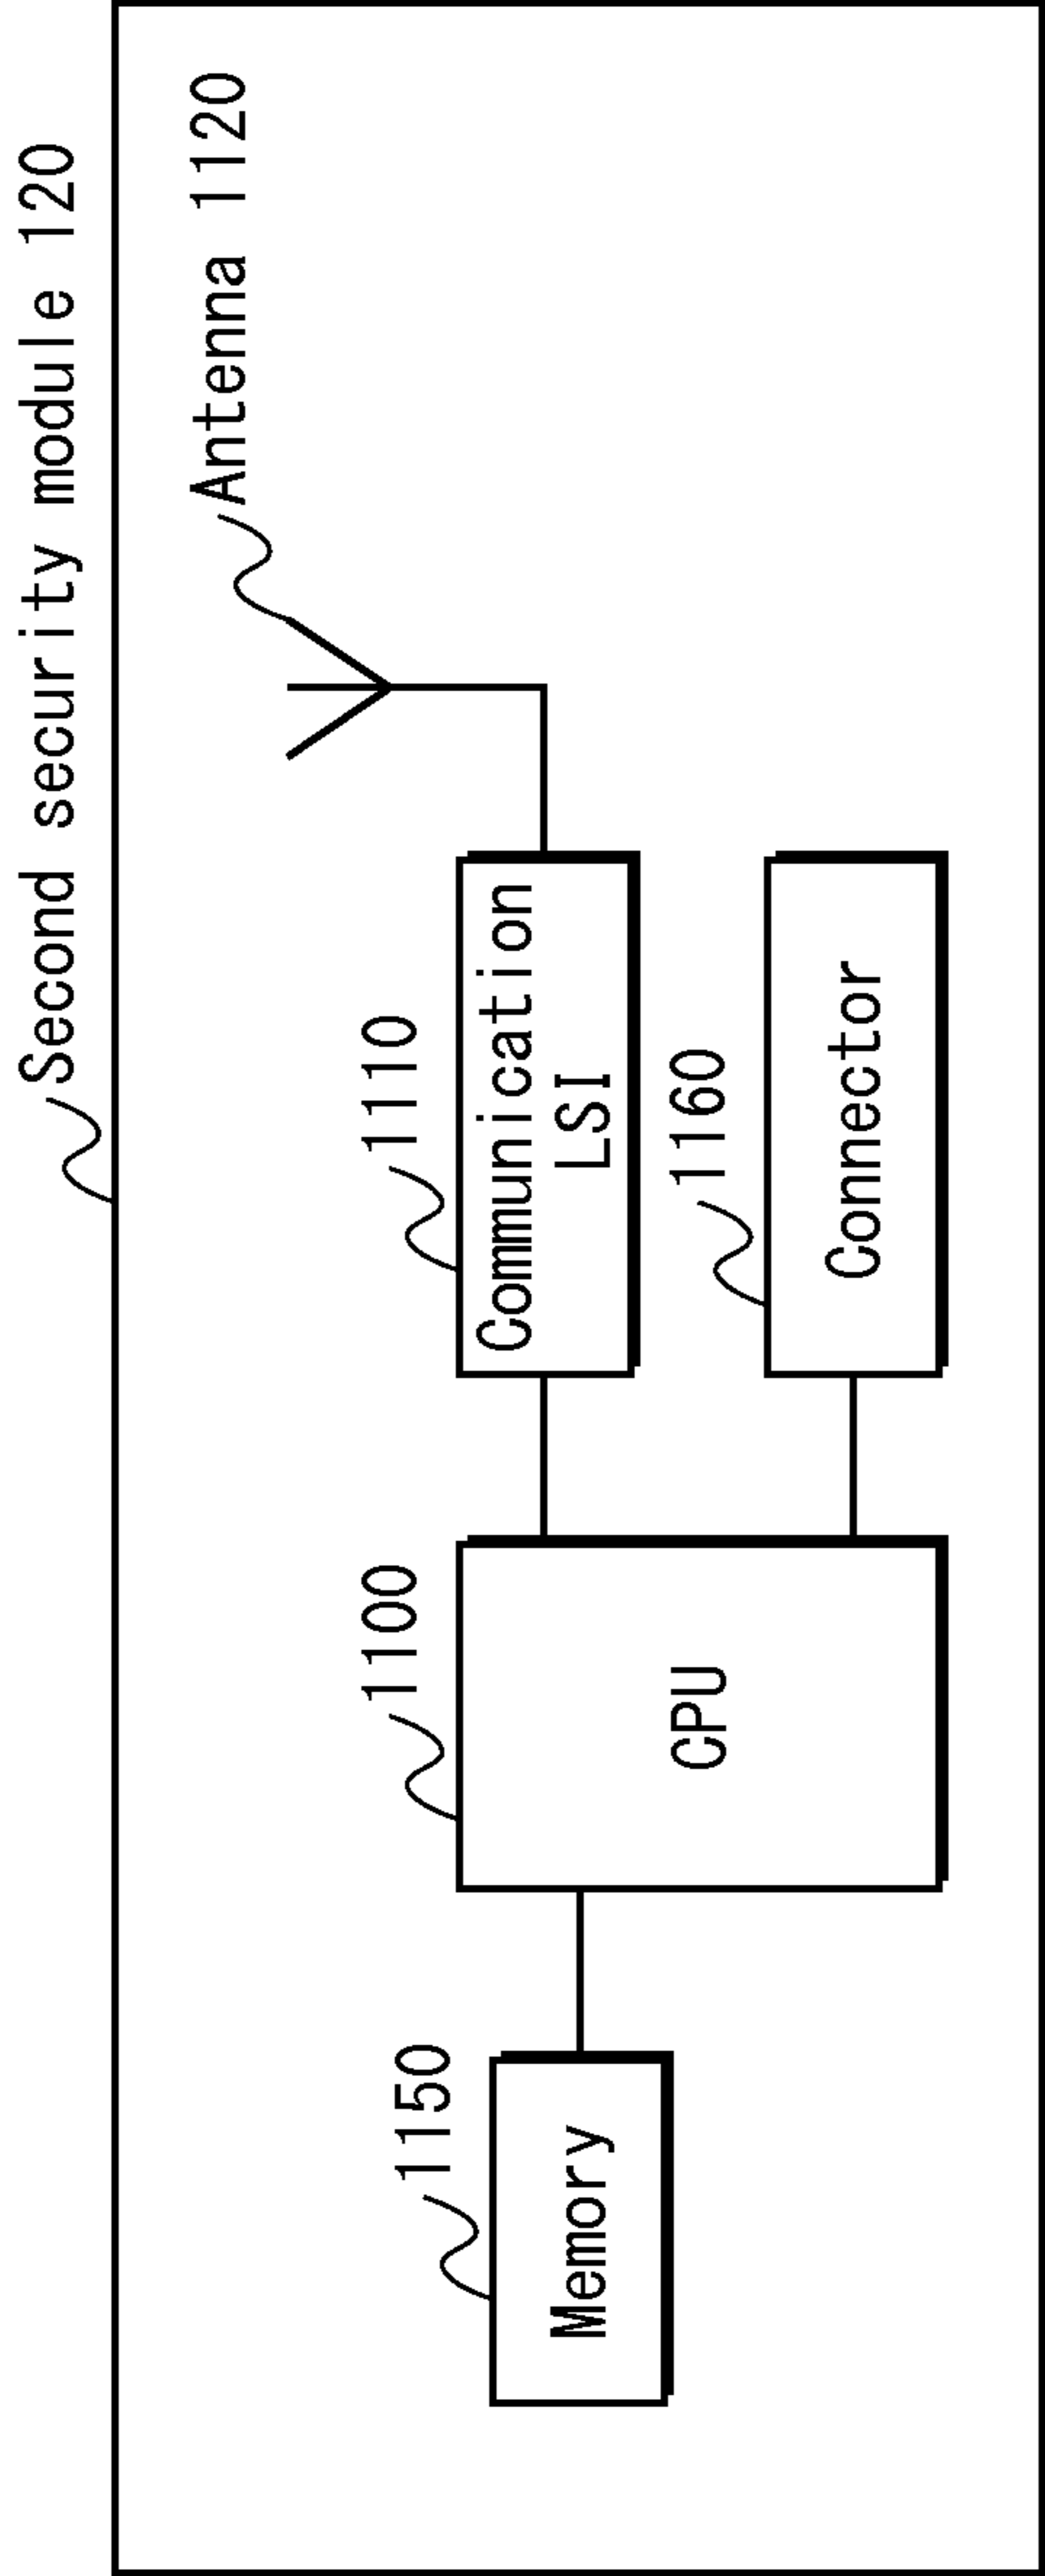 Second security module 120
Antenna 1120
1150
1100
1110
Memory
CPU
Communication
LSI
1160
Connector